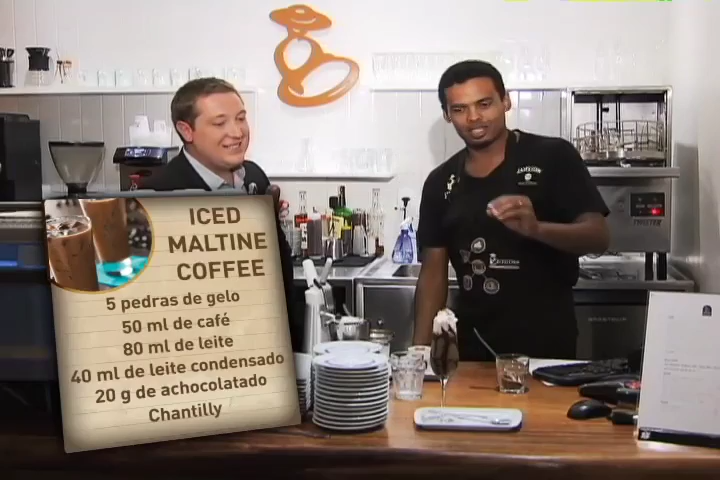 ICED
MALTINE
COFFEE
5 pedras de gelo
50 ml de café
80 ml de leite
40 ml de leite condensado
20 g de achocolatado
Chantilly